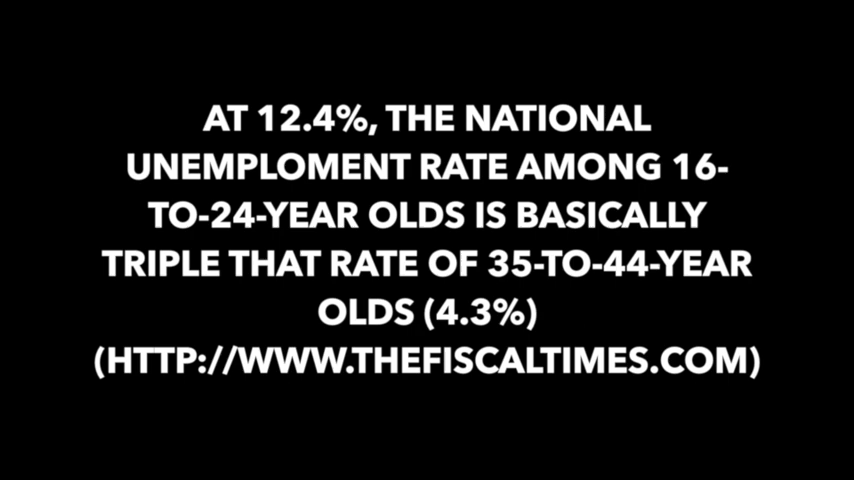 AT 12.4%, THE NATIONAL
UNEMPLOMENT RATE AMONG 16-
TO-24-YEAR OLDS IS BASICALLY
TRIPLE THAT RATE OF 35-TO-44-YEAR
OLDS (4.3%)
(HTTP://WWW.THEFISCALTIMES.COM)